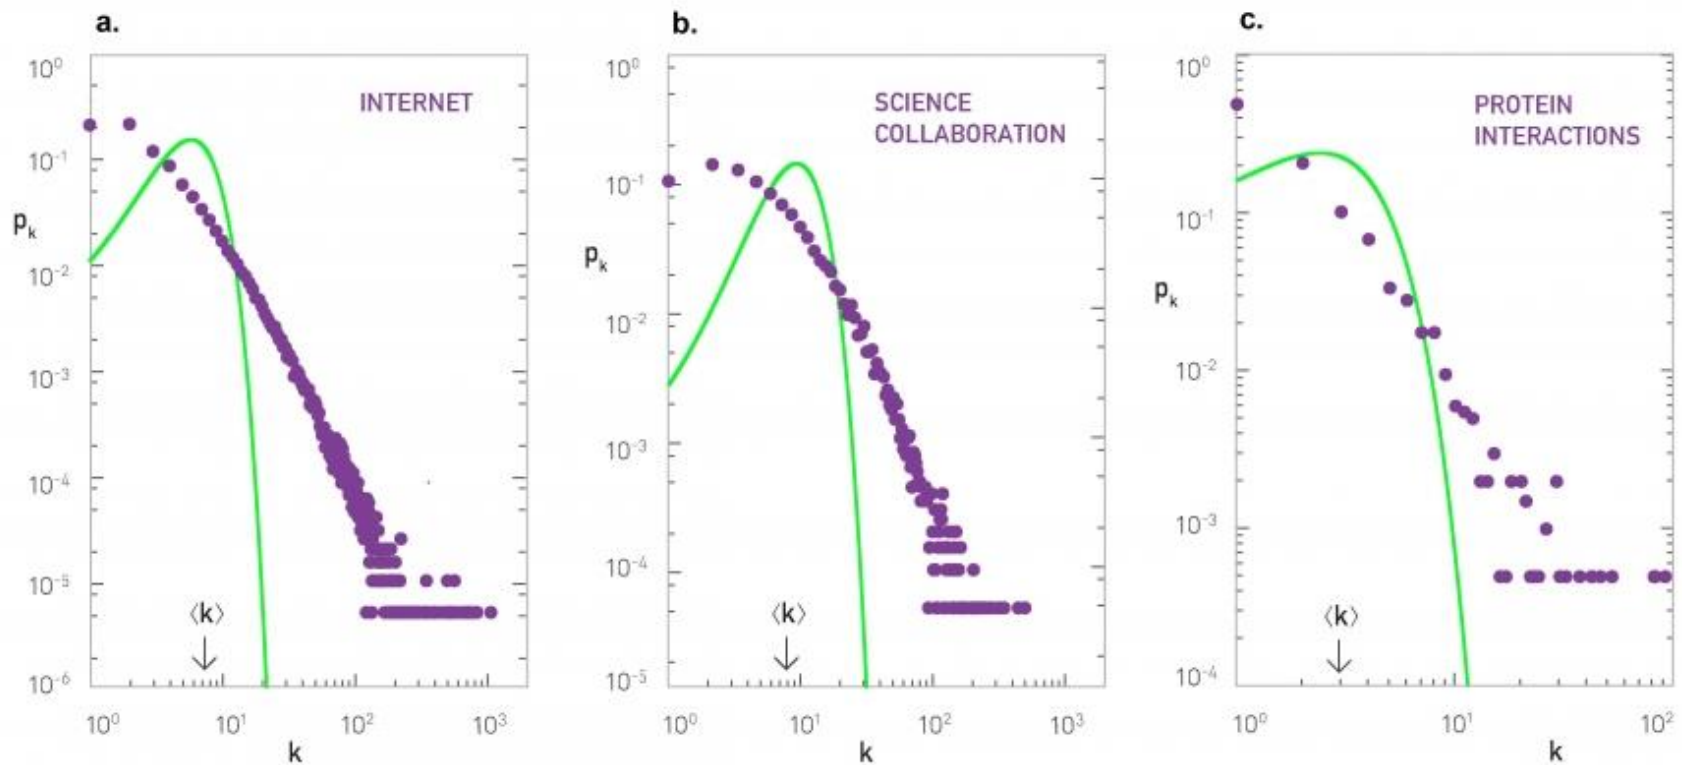 a.
INTERNET
10⁰
10⁻¹
pₖ
10⁻²
10⁻³
10⁻⁴
10⁻⁵
10⁻⁶
⟨k⟩
10⁰ 10¹ 10² 10³
k
b.
SCIENCE
COLLABORATION
10⁰
10⁻¹
pₖ
10⁻²
10⁻³
10⁻⁴
10⁻⁵
⟨k⟩
10⁰ 10¹ 10² 10³
k
c.
PROTEIN
INTERACTIONS
10⁰
10⁻¹
pₖ
10⁻²
10⁻³
10⁻⁴
⟨k⟩
10⁰ 10¹ 10²
k